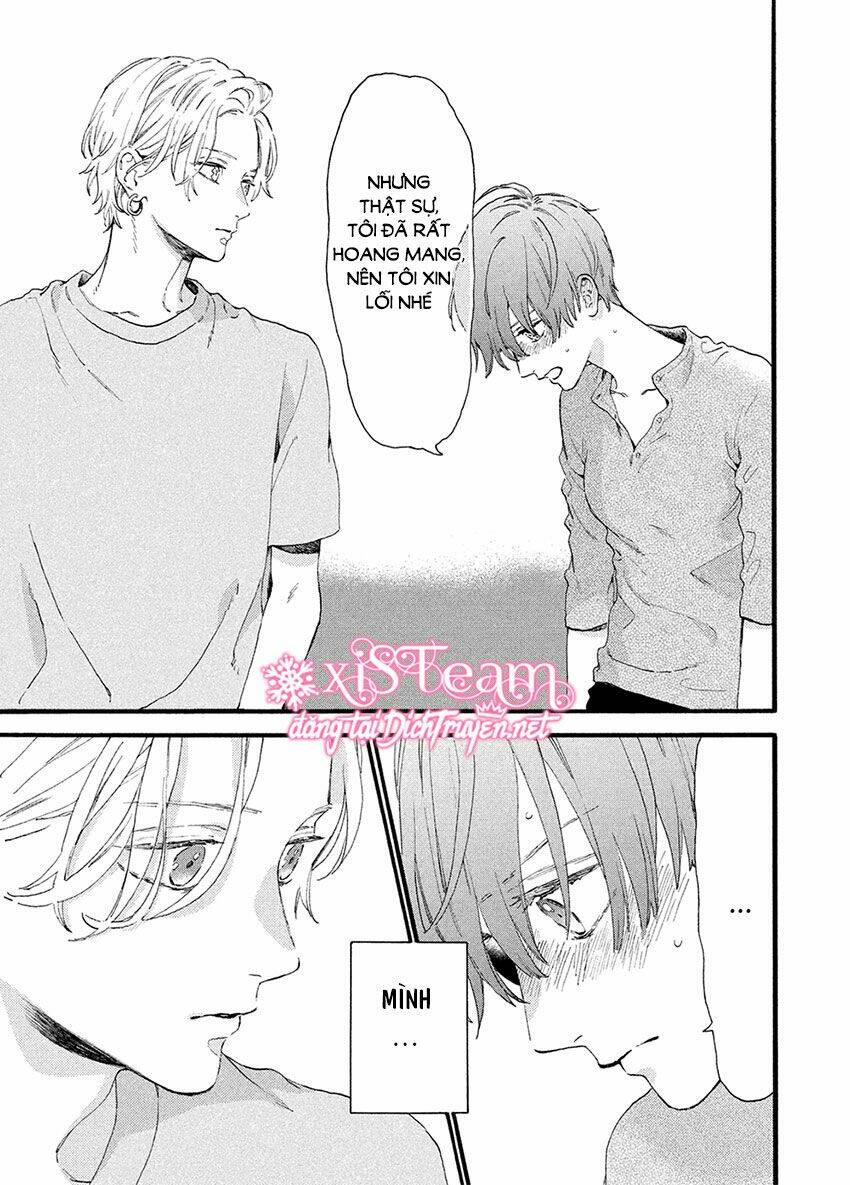 NHƯNG
THẬT SỰ,
TÔI ĐÃ RẤT
HOANG MANG,
NÊN TÔI XIN
LỖI NHÉ
xiSTeam
đăng tại DichTruyen.net
...
MÌNH
...